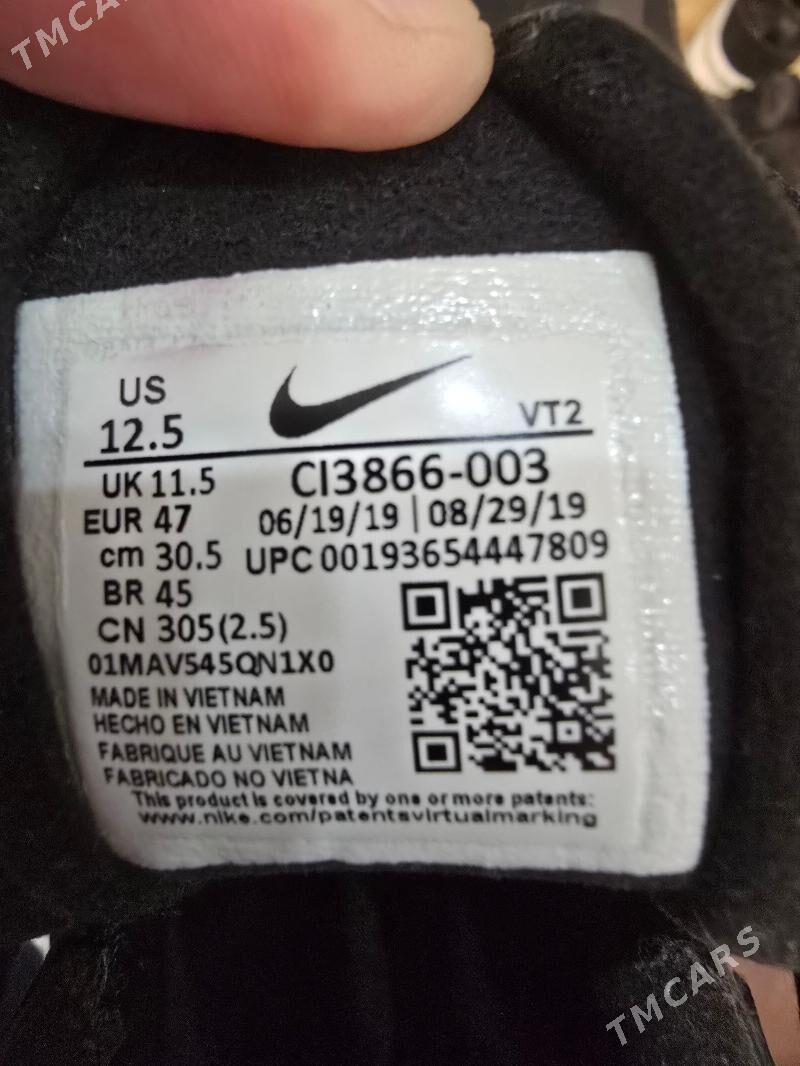 TMCARS
US
12.5
VT2
UK 11.5
CI3866-003
EUR 47
06/19/19 | 08/29/19
cm 30.5
UPC 00193654447809
BR 45
CN 305(2.5)
01MAV545QN1X0
MADE IN VIETNAM
HECHO EN VIETNAM
FABRIQUE AU VIETNAM
FABRICADO NO VIETNA
This product is covered by one or more patents:
www.nike.com/patentsvirtualmarking
TMCARS